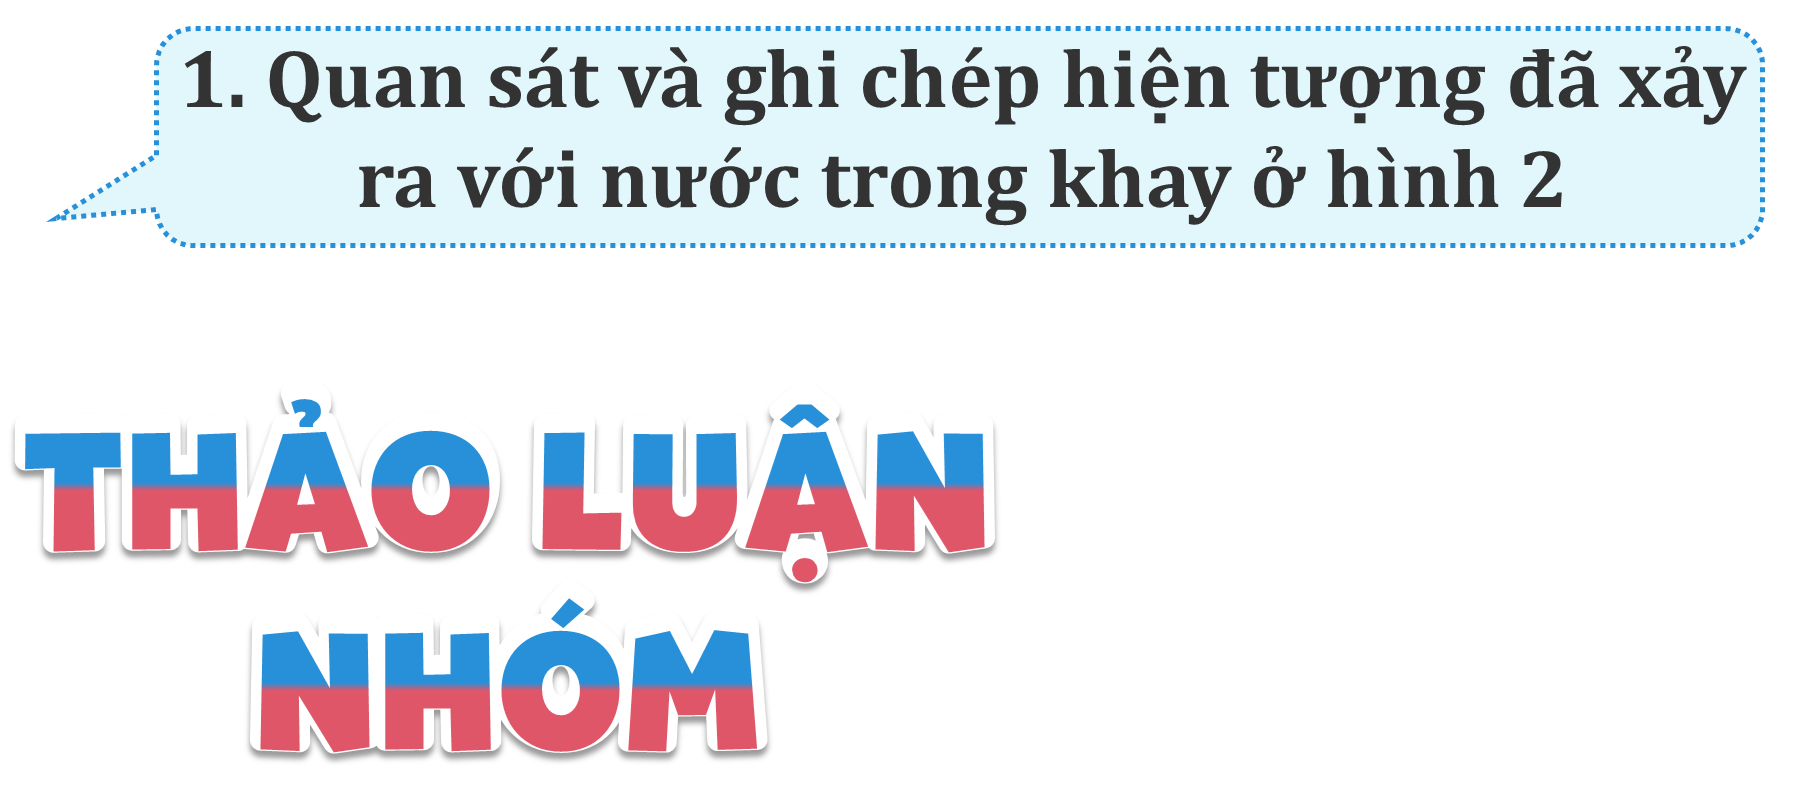 1. Quan sát và ghi chép hiện tượng đã xảy
ra với nước trong khay ở hình 2
THẢO LUẬN
NHÓM